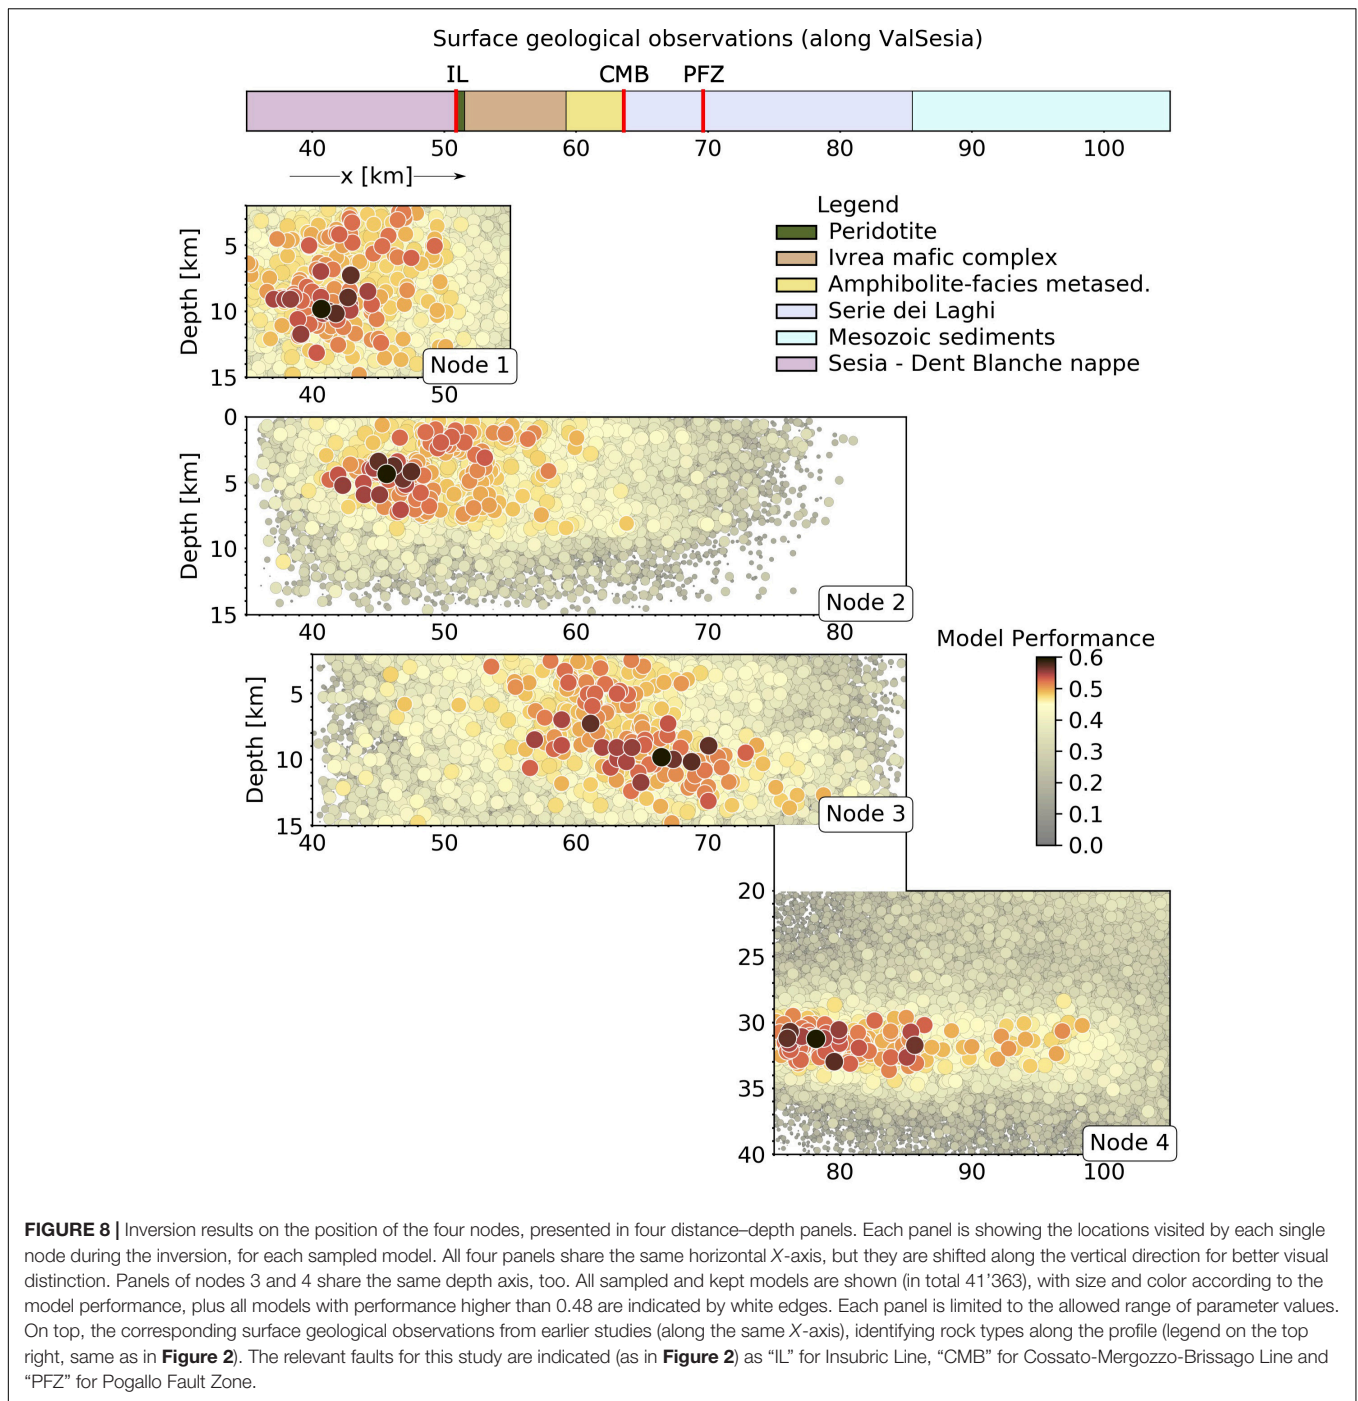 Surface geological observations (along ValSesia)
IL CMB PFZ
40 50 60 70 80 90 100
x [km]
Legend
Peridotite
Ivrea mafic complex
Amphibolite-facies metased.
Serie dei Laghi
Mesozoic sediments
Sesia - Dent Blanche nappe
Depth [km]
5
10
15
Node 1
40 50
Depth [km]
0
5
10
15
Node 2
40 50 60 70 80
Depth [km]
5
10
15
Node 3
40 50 60 70
Model Performance
0.6
0.5
0.4
0.3
0.2
0.1
0.0
20
25
30
35
40
Node 4
80 90 100
FIGURE 8 | Inversion results on the position of the four nodes, presented in four distance–depth panels. Each panel is showing the locations visited by each single
node during the inversion, for each sampled model. All four panels share the same horizontal X-axis, but they are shifted along the vertical direction for better visual
distinction. Panels of nodes 3 and 4 share the same depth axis, too. All sampled and kept models are shown (in total 41'363), with size and color according to the
model performance, plus all models with performance higher than 0.48 are indicated by white edges. Each panel is limited to the allowed range of parameter values.
On top, the corresponding surface geological observations from earlier studies (along the same X-axis), identifying rock types along the profile (legend on the top
right, same as in Figure 2). The relevant faults for this study are indicated (as in Figure 2) as “IL” for Insubric Line, “CMB” for Cossato-Mergozzo-Brissago Line and
“PFZ” for Pogallo Fault Zone.